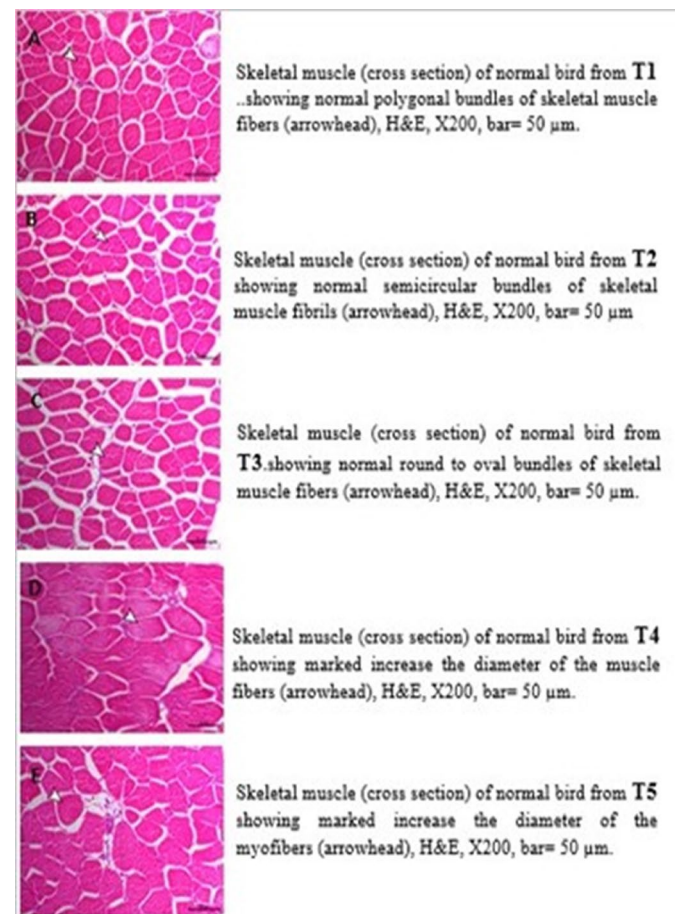 A
Skeletal muscle (cross section) of normal bird from T1
..showing normal polygonal bundles of skeletal muscle
fibers (arrowhead), H&E, X200, bar= 50 µm.
B
Skeletal muscle (cross section) of normal bird from T2
showing normal semicircular bundles of skeletal
muscle fibrils (arrowhead), H&E, X200, bar= 50 µm
C
Skeletal muscle (cross section) of normal bird from
T3.showing normal round to oval bundles of skeletal
muscle fibers (arrowhead), H&E, X200, bar= 50 µm.
D
Skeletal muscle (cross section) of normal bird from T4
showing marked increase the diameter of the muscle
fibers (arrowhead), H&E, X200, bar= 50 µm.
E
Skeletal muscle (cross section) of normal bird from T5
showing marked increase the diameter of the
myofibers (arrowhead), H&E, X200, bar= 50 µm.